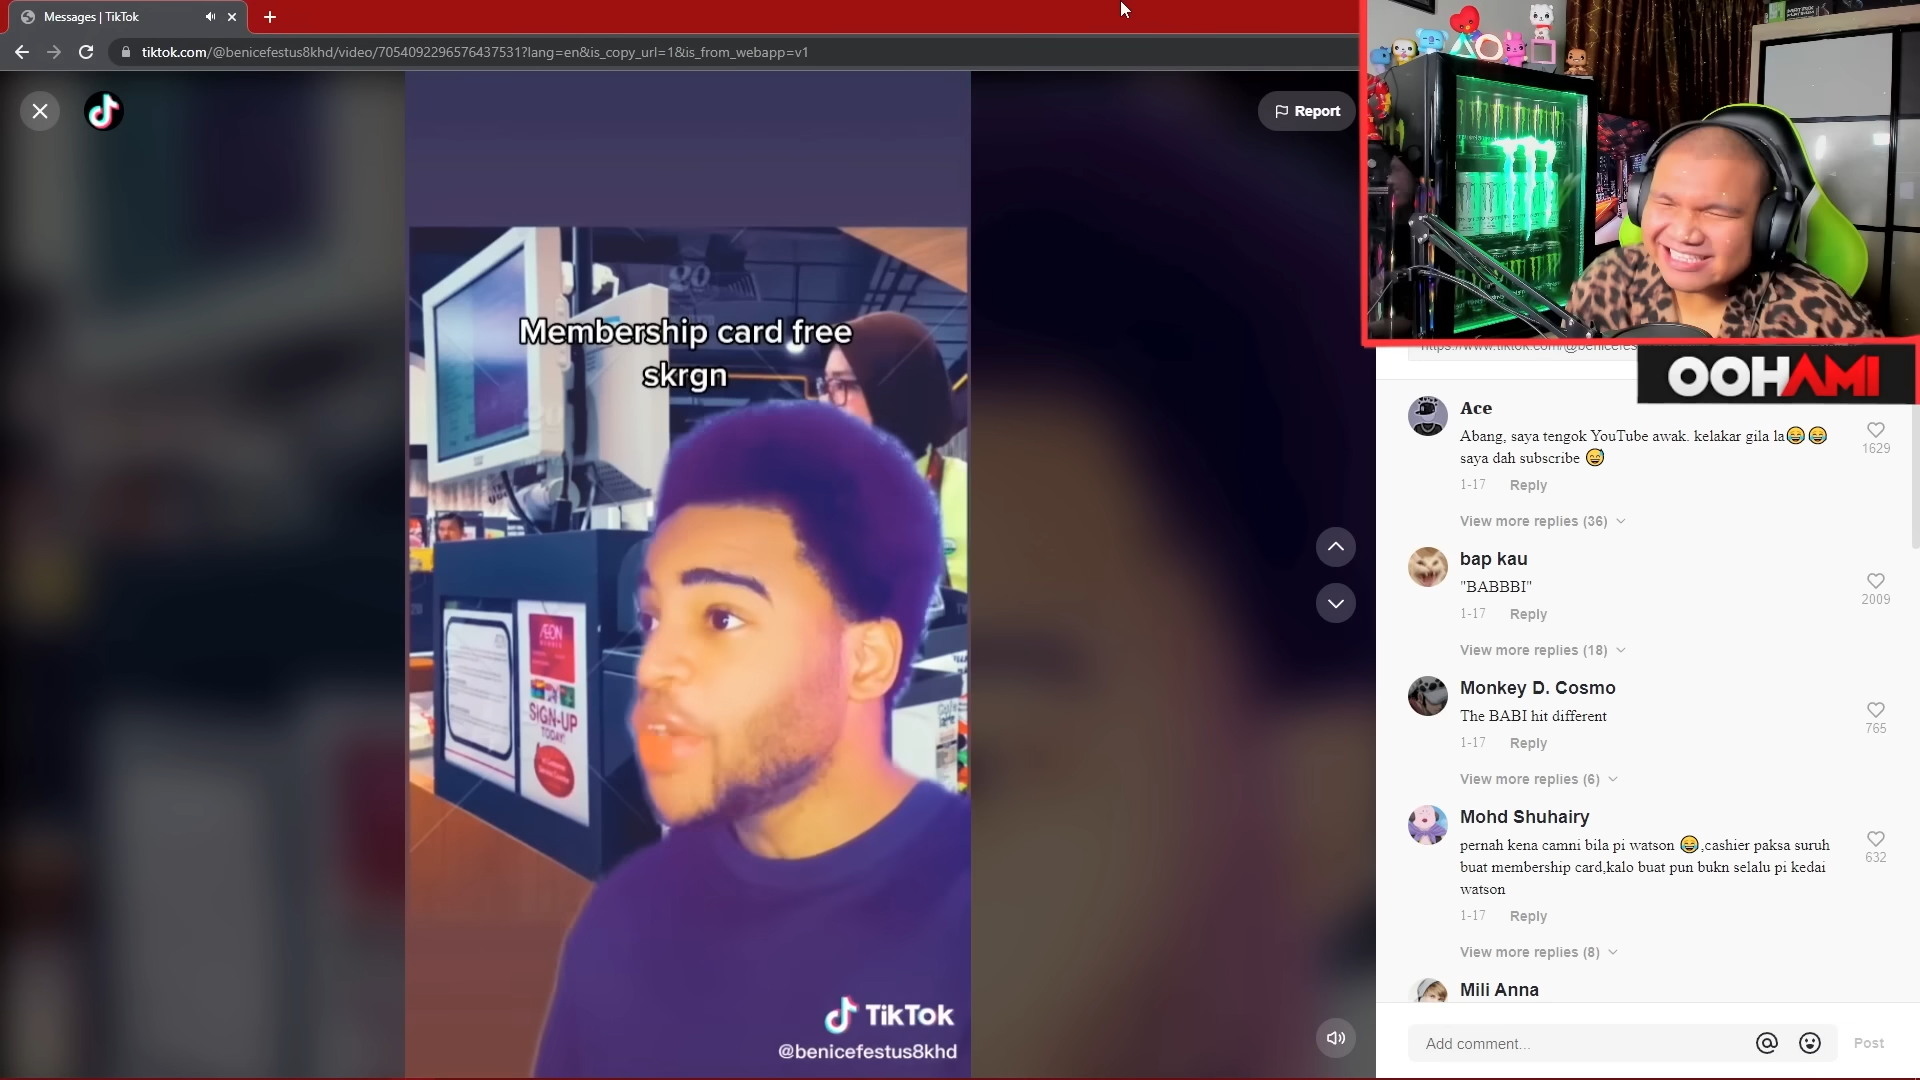 Messages | TikTok
tiktok.com/@benicefestus8khd/video/7054092296576437531?lang=en&is_copy_url=1&is_from_webapp=v1
Report
Membership card free
skrgn
ÆON
SIGN-UP
TODAY!
TikTok
@benicefestus8khd
OOHAMI
Ace
Abang, saya tengok YouTube awak. kelakar gila la😂😂
saya dah subscribe 😅
1629
1-17 Reply
View more replies (36)
bap kau
"BABBBI"
2009
1-17 Reply
View more replies (18)
Monkey D. Cosmo
The BABI hit different
765
1-17 Reply
View more replies (6)
Mohd Shuhairy
pernah kena camni bila pi watson 😂,cashier paksa suruh
buat membership card,kalo buat pun bukn selalu pi kedai
watson
632
1-17 Reply
View more replies (8)
Mili Anna
Add comment...
Post